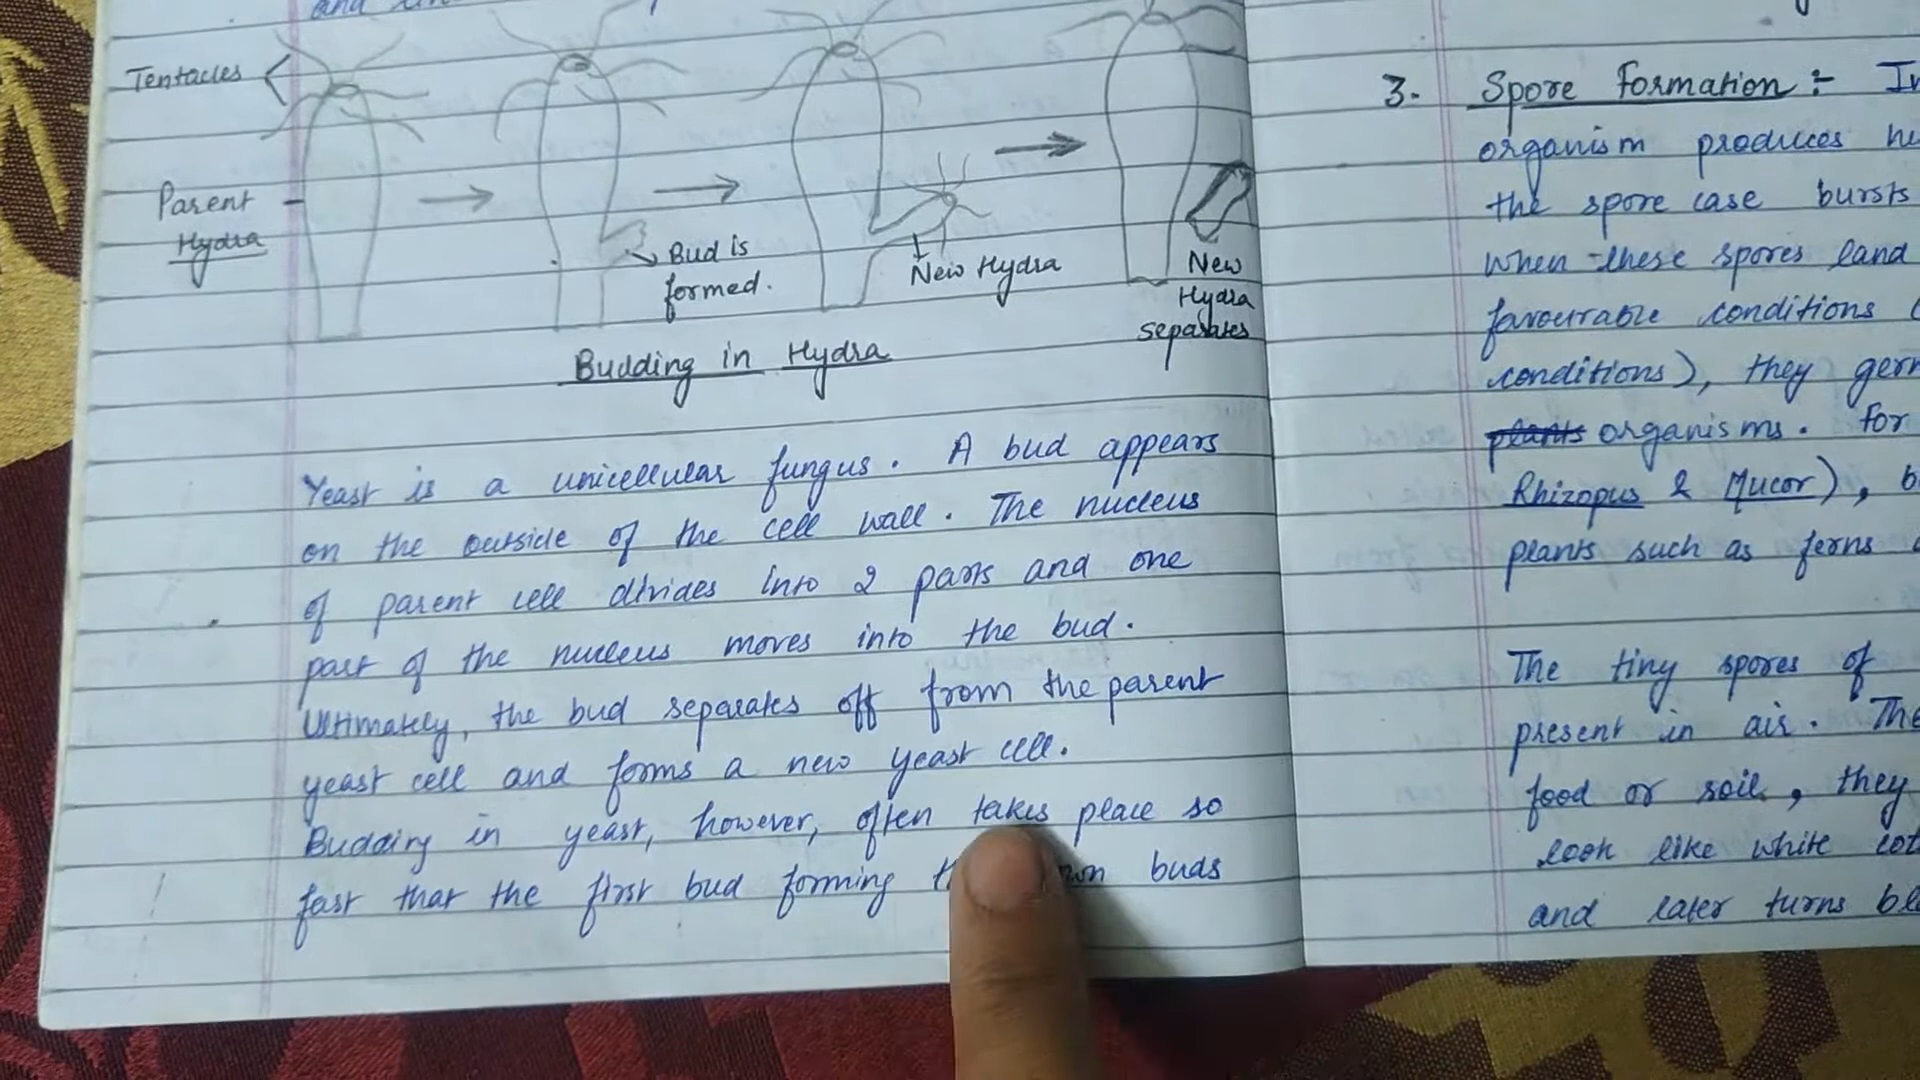 and
Tentacles
Parent
Hydra
Bud is
formed.
New Hydra
New
Hydra
separates
Budding in Hydra
Yeast is a unicellular fungus. A bud appears
on the outside of the cell wall. The nucleus
of parent cell divides into 2 parts and one
part of the nucleus moves into the bud.
Ultimately, the bud separates off from the parent
yeast cell and forms a new yeast cell.
Budding in yeast, however, often takes place so
fast that the first bud forming buds
3. Spore Formation :-
organism produces
the spore case bursts
when these spores land
favourable conditions (
conditions), they
plants organisms. for
Rhizopus & Mucor),
plants such as ferns
The tiny spores of
present in air. The
food or soil, they
look like white
and later turns